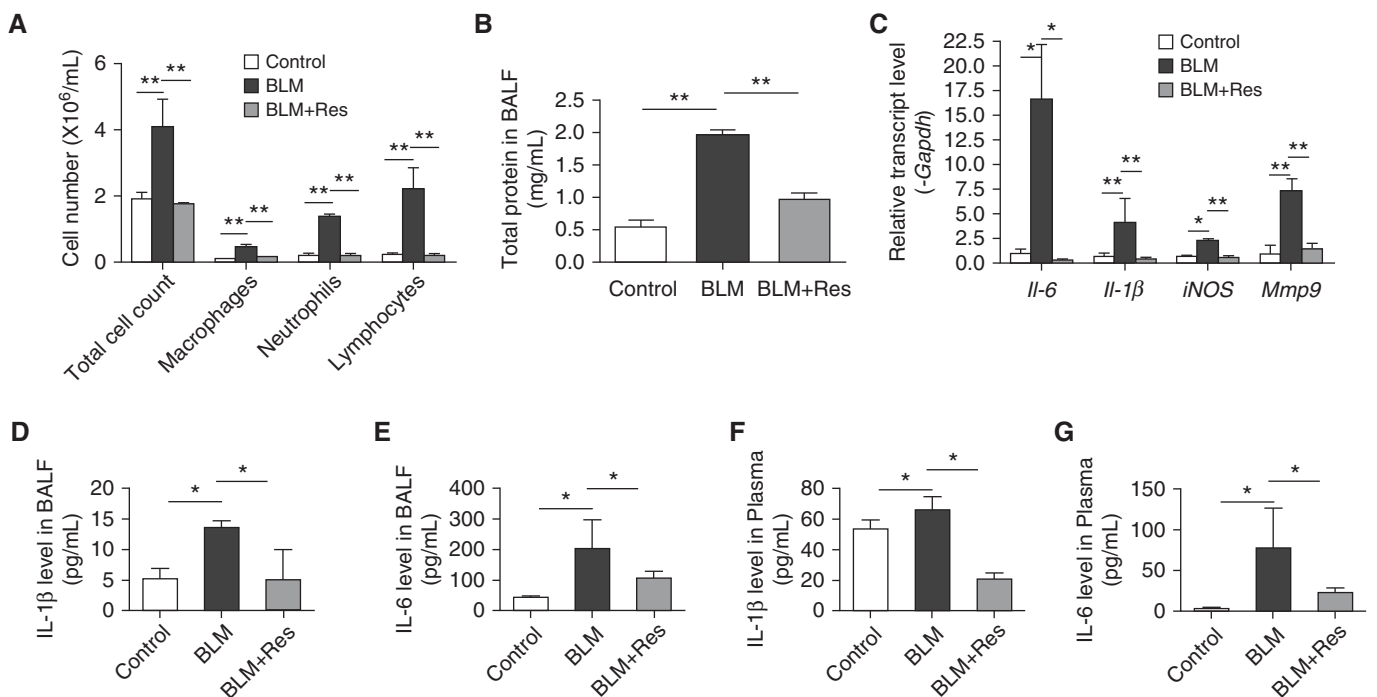 A
Cell number (X10⁶/mL)
6
4
2
0
** **
** **
** **
** **
Control
BLM
BLM+Res
Total cell count
Macrophages
Neutrophils
Lymphocytes
B
Total protein in BALF
(mg/mL)
2.5
2.0
1.5
1.0
0.5
0.0
** **
Control BLM BLM+Res
C
Relative transcript level
(-Gapdh)
22.5
20.0
17.5
15.0
12.5
10.0
7.5
5.0
2.5
0.0
* *
** **
* **
** **
Control
BLM
BLM+Res
Il-6 Il-1β iNOS Mmp9
D
IL-1β level in BALF
(pg/mL)
20
15
10
5
0
* *
Control
BLM
BLM+Res
E
IL-6 level in BALF
(pg/mL)
400
300
200
100
0
* *
Control
BLM
BLM+Res
F
IL-1β level in Plasma
(pg/mL)
80
60
40
20
0
* *
Control
BLM
BLM+Res
G
IL-6 level in Plasma
(pg/mL)
150
100
50
0
* *
Control
BLM
BLM+Res